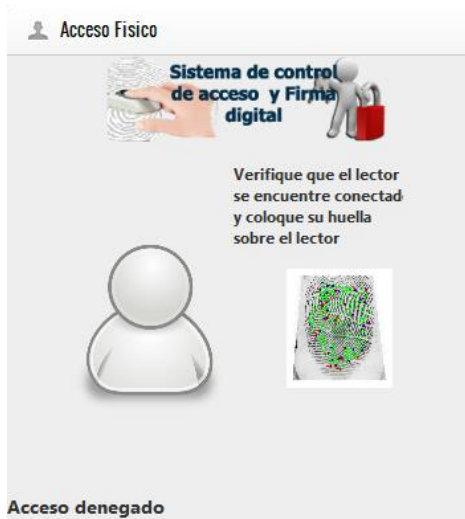 Acceso Fisico
Sistema de control
de acceso y Firma
digital
Verifique que el lector
se encuentre conectad
y coloque su huella
sobre el lector
Acceso denegado